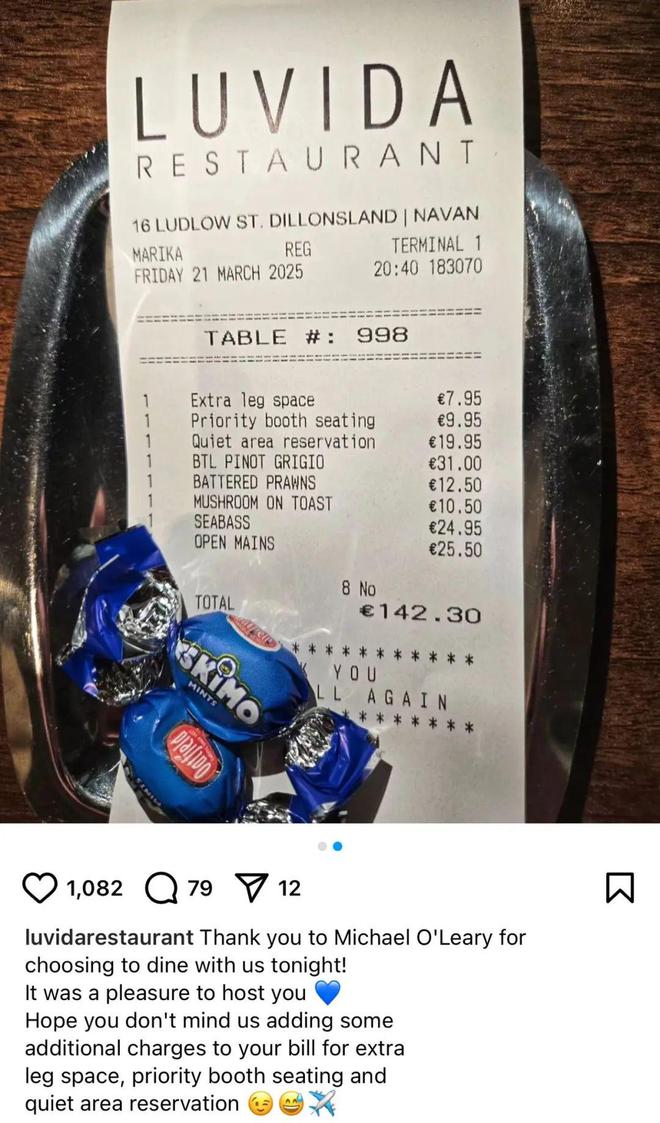 LUVIDA
RESTAURANT
16 LUDLOW ST. DILLONSLAND | NAVAN
MARIKA REG TERMINAL 1
FRIDAY 21 MARCH 2025 20:40 183070
==========================================
TABLE #: 998
==========================================
1 Extra leg space €7.95
1 Priority booth seating €9.95
1 Quiet area reservation €19.95
1 BTL PINOT GRIGIO €31.00
1 BATTERED PRAWNS €12.50
1 MUSHROOM ON TOAST €10.50
1 SEABASS €24.95
OPEN MAINS €25.50
8 No
TOTAL €142.30
* * * * * * * * * * *
YOU
LL AGAIN
* * * * * * * *
ESKIMO
MINTS
Oatfield
1,082 79 12
luvidarestaurant Thank you to Michael O'Leary for
choosing to dine with us tonight!
It was a pleasure to host you 💙
Hope you don't mind us adding some
additional charges to your bill for extra
leg space, priority booth seating and
quiet area reservation 😉😅✈️